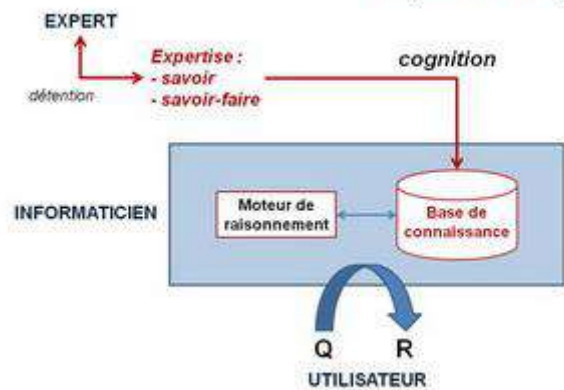 EXPERT
détention
Expertise :
- savoir
- savoir-faire
cognition
INFORMATICIEN
Moteur de
raisonnement
Base de
connaissance
Q R
UTILISATEUR